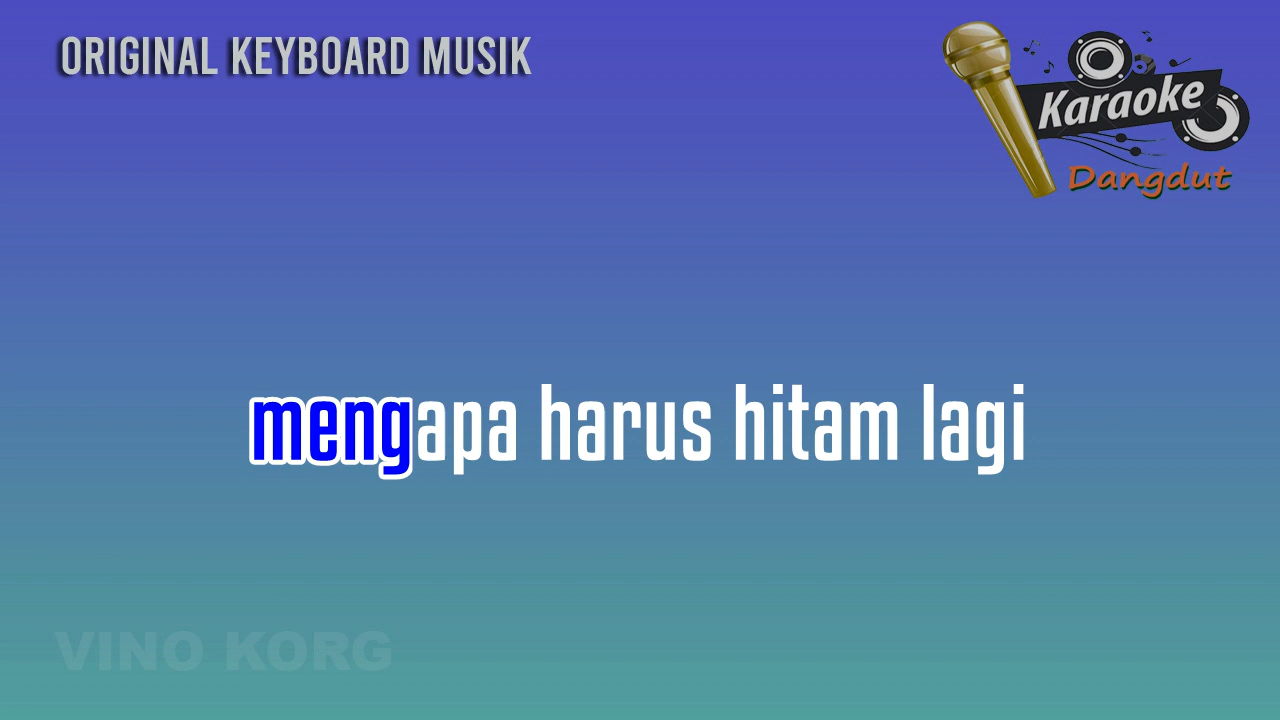 ORIGINAL KEYBOARD MUSIK
Karaoke
Dangdut
mengapa harus hitam lagi
VINO KORG